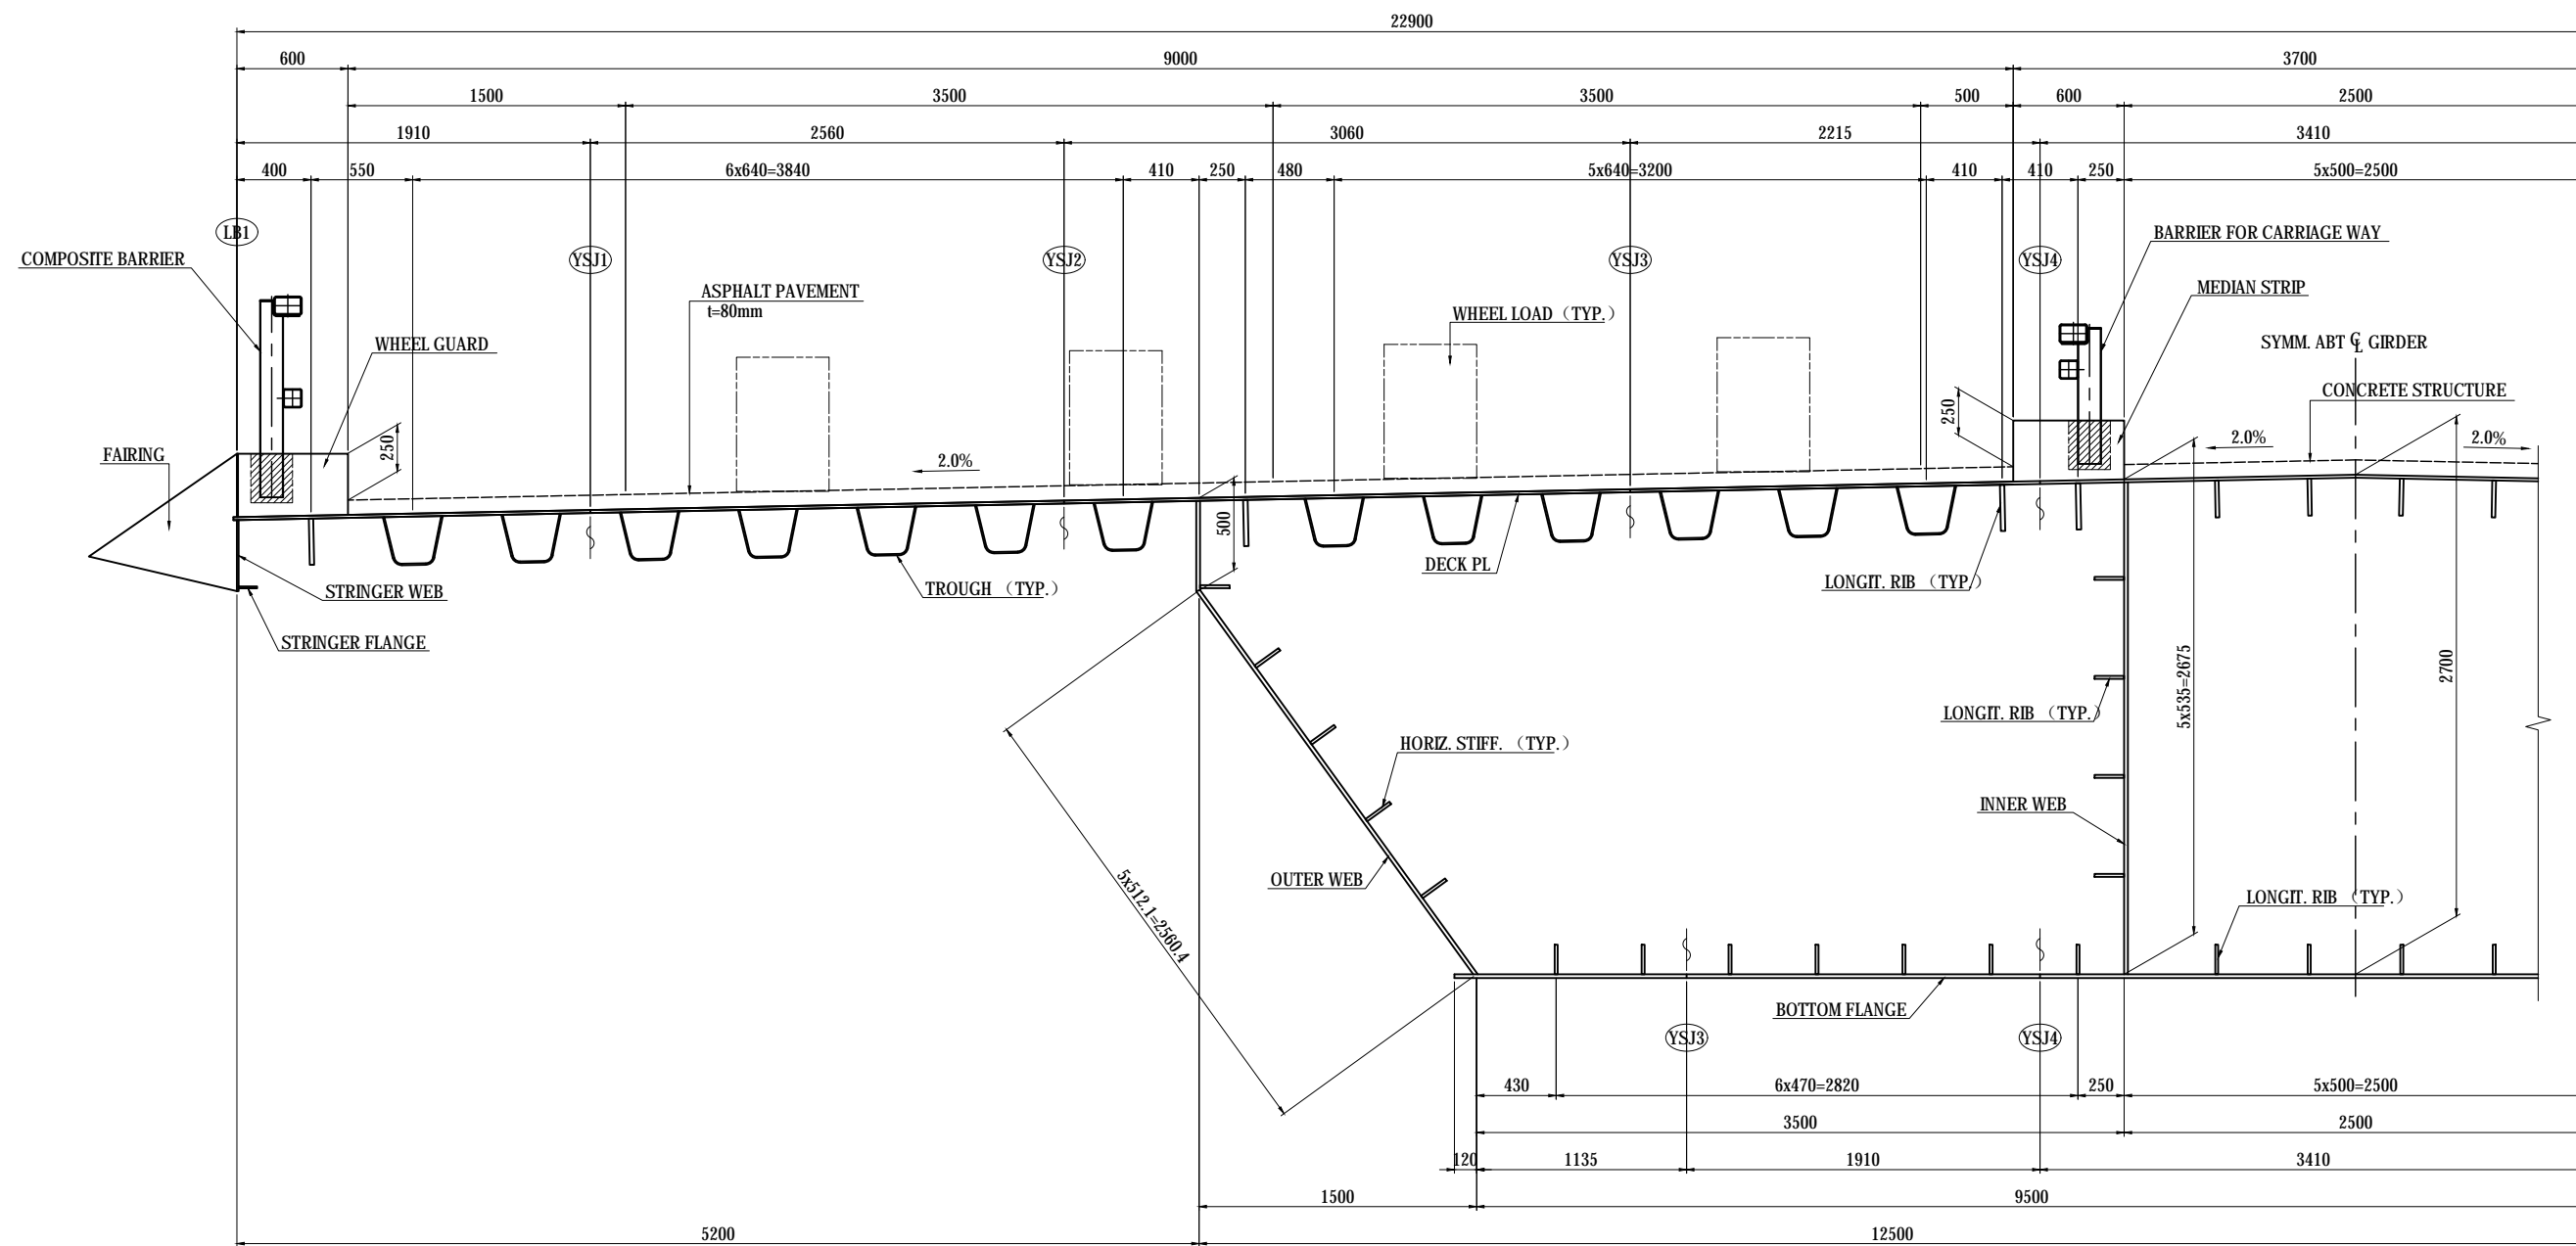 22900
600 9000 3700
1500 3500 3500 500 600 2500
1910 2560 3060 2215 3410
400 550 6x640=3840 410 250 480 5x640=3200 410 410 250 5x500=2500
LB1
BARRIER FOR CARRIAGE WAY
COMPOSITE BARRIER
YSJ1 YSJ2 YSJ3 YSJ4
ASPHALT PAVEMENT
t=80mm
MEDIAN STRIP
WHEEL LOAD (TYP.)
WHEEL GUARD
SYMM. ABT ℄ GIRDER
CONCRETE STRUCTURE
250
250
FAIRING
2.0%
2.0%
2.0%
500
DECK PL
LONGIT. RIB (TYP.)
STRINGER WEB
TROUGH (TYP.)
STRINGER FLANGE
5x535=2675
2700
LONGIT. RIB (TYP.)
HORIZ. STIFF. (TYP.)
INNER WEB
OUTER WEB
5x512.1=2560.4
LONGIT. RIB (TYP.)
BOTTOM FLANGE
YSJ3 YSJ4
430 6x470=2820 250 5x500=2500
3500 2500
120 1135 1910 3410
1500 9500
5200 12500